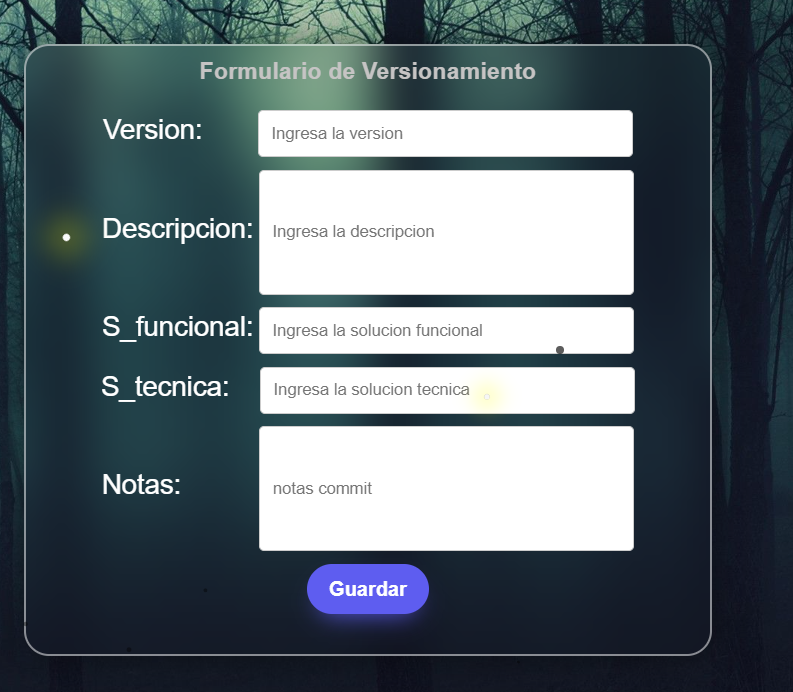 Formulario de Versionamiento
Version: Ingresa la version
Descripcion: Ingresa la descripcion
S_funcional: Ingresa la solucion funcional
S_tecnica: Ingresa la solucion tecnica
Notas: notas commit
Guardar